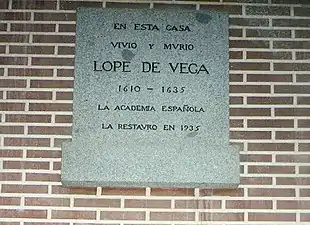 EN ESTA CASA
VIVIO Y MVRIO
LOPE DE VEGA
1610 - 1635
LA ACADEMIA ESPAÑOLA
LA RESTAVRO EN 1935